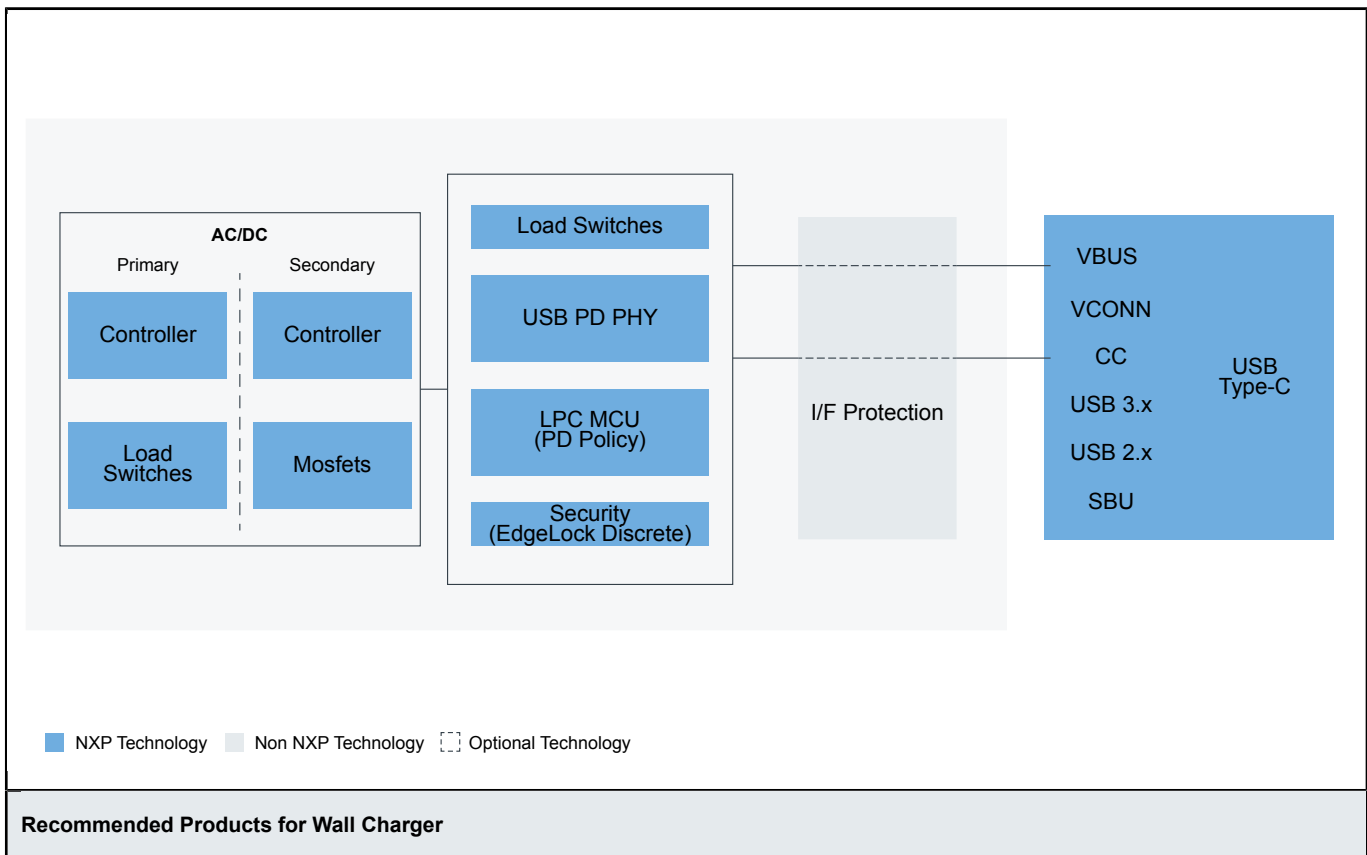 AC/DC
Primary
Secondary
Controller
Controller
Load
Switches
Mosfets
Load Switches
USB PD PHY
LPC MCU
(PD Policy)
Security
(EdgeLock Discrete)
I/F Protection
VBUS
VCONN
CC
USB 3.x
USB 2.x
SBU
USB
Type-C
NXP Technology
Non NXP Technology
Optional Technology
Recommended Products for Wall Charger